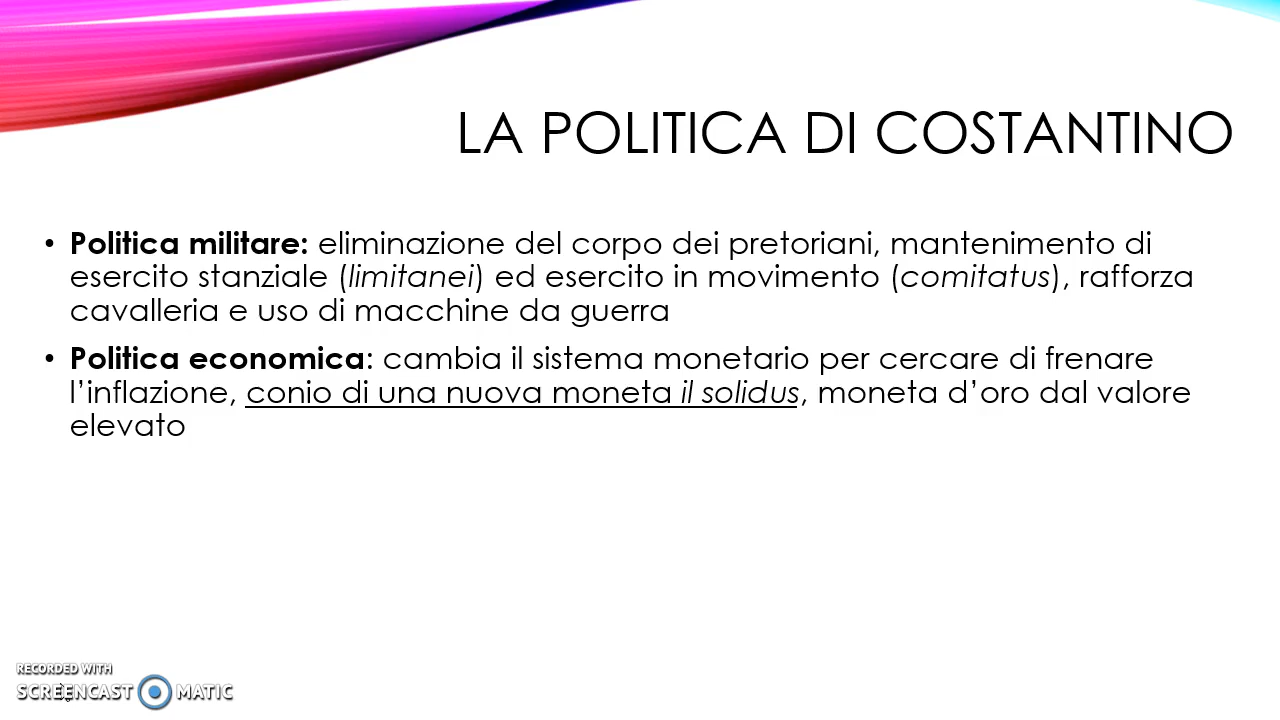 LA POLITICA DI COSTANTINO
• Politica militare: eliminazione del corpo dei pretoriani, mantenimento di
esercito stanziale (limitanei) ed esercito in movimento (comitatus), rafforza
cavalleria e uso di macchine da guerra
• Politica economica: cambia il sistema monetario per cercare di frenare
l’inflazione, conio di una nuova moneta il solidus, moneta d’oro dal valore
elevato
RECORDED WITH
SCREENCAST MATIC